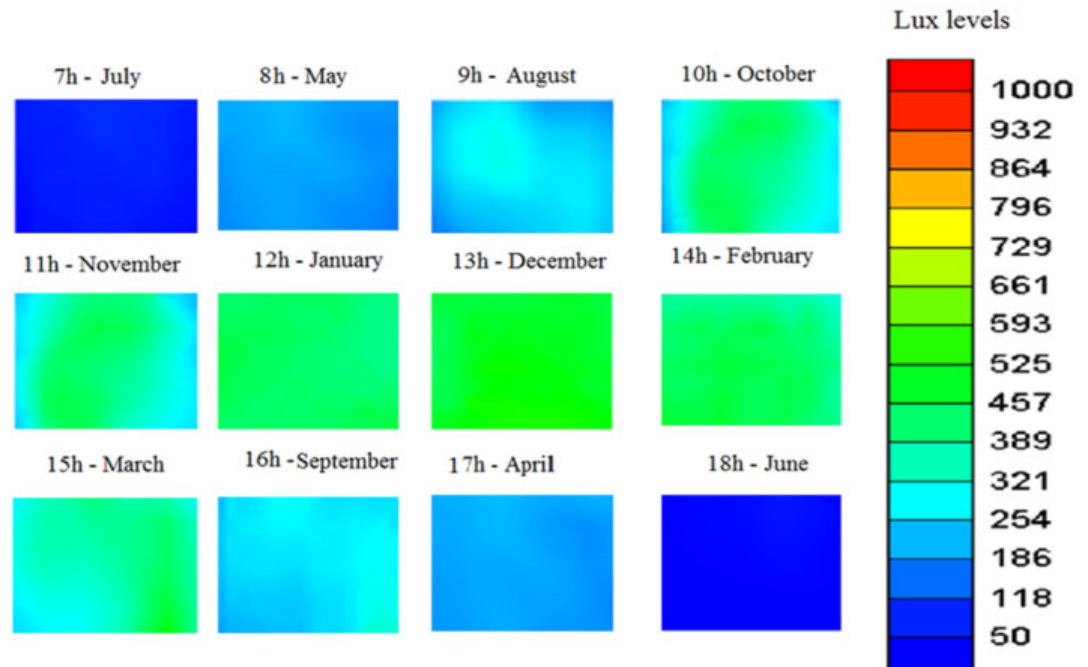 Lux levels
7h - July
8h - May
9h - August
10h - October
11h - November
12h - January
13h - December
14h - February
15h - March
16h -September
17h - April
18h - June
1000
932
864
796
729
661
593
525
457
389
321
254
186
118
50